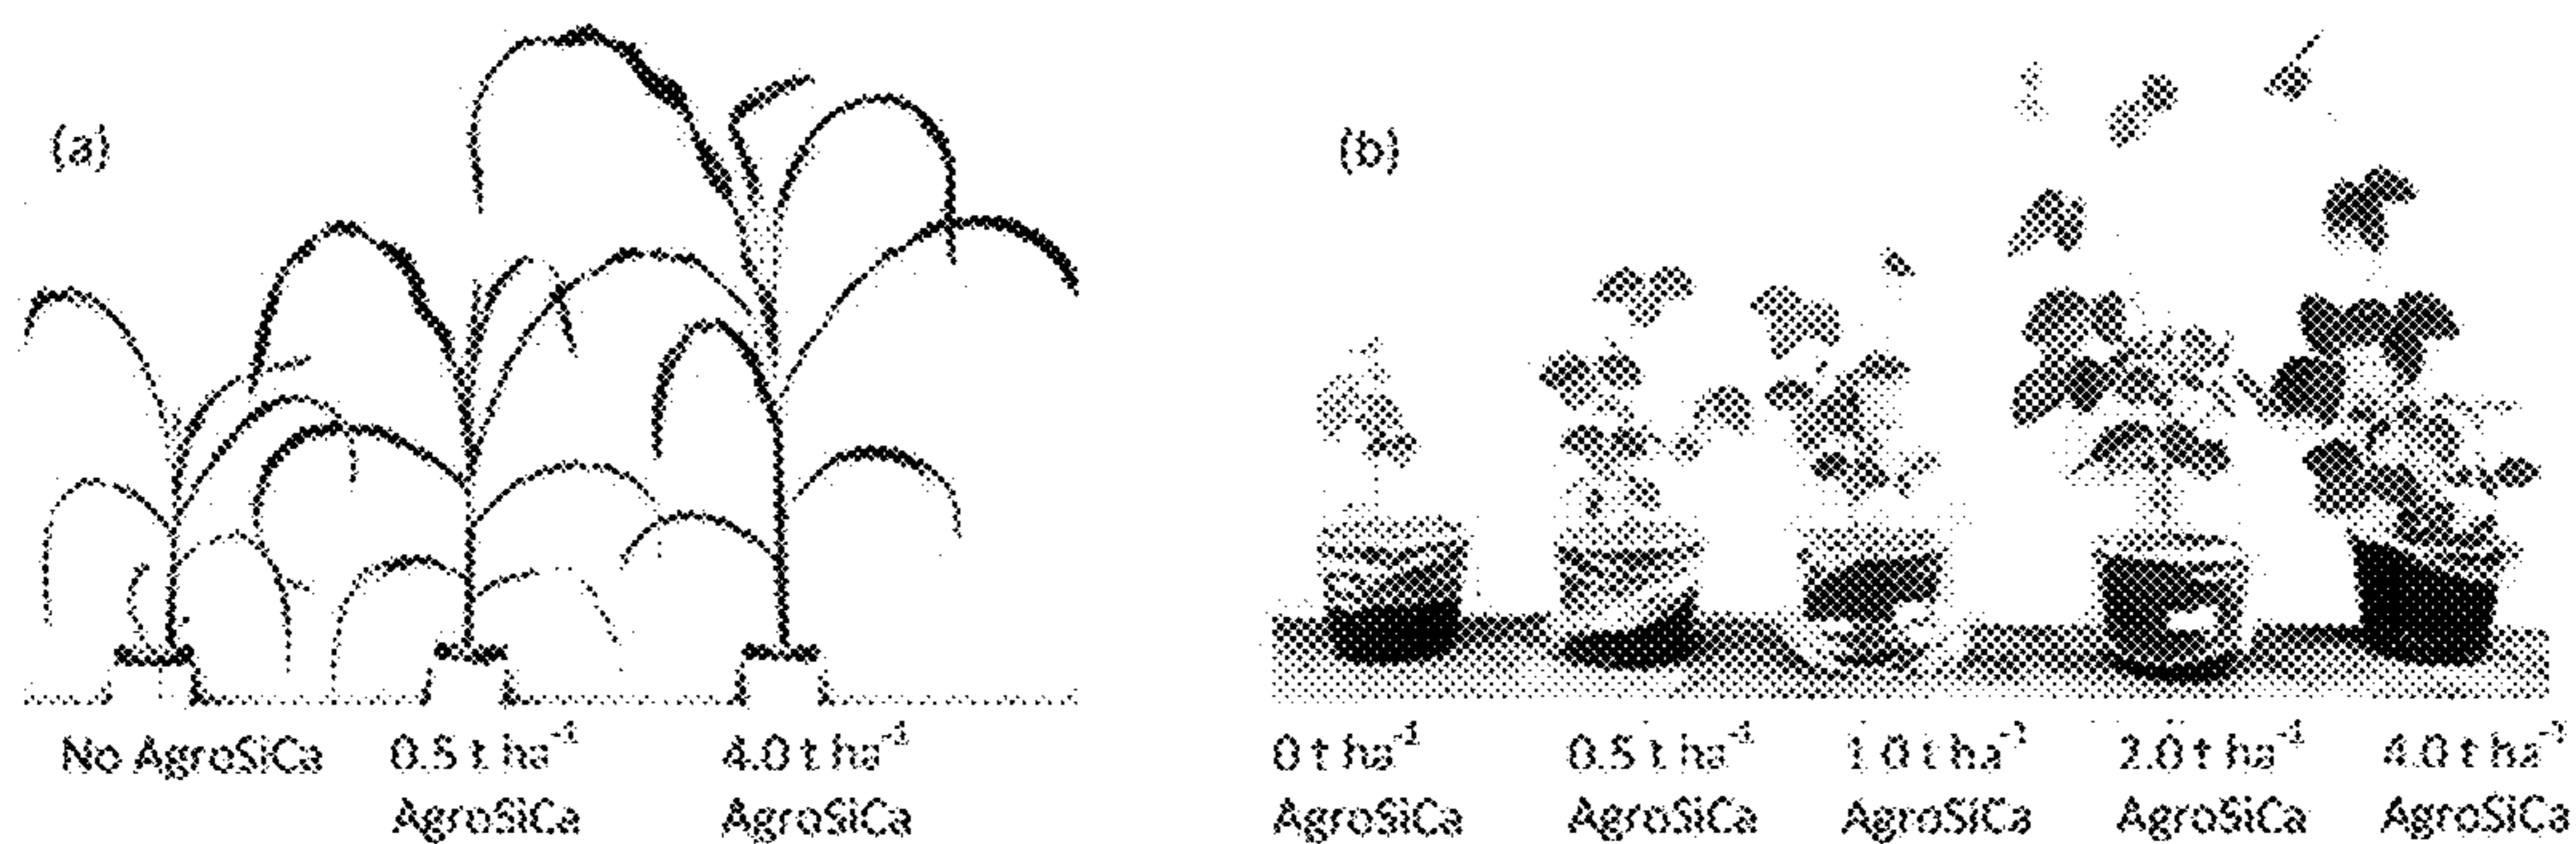 (a)
(b)
No AgroSiCa
0.5 t ha⁻¹
AgroSiCa
4.0 t ha⁻¹
AgroSiCa
0 t ha⁻¹
AgroSiCa
0.5 t ha⁻¹
AgroSiCa
1 0 t ha⁻¹
AgroSiCa
2.0 t ha⁻¹
AgroSiCa
4.0 t ha⁻¹
AgroSiCa